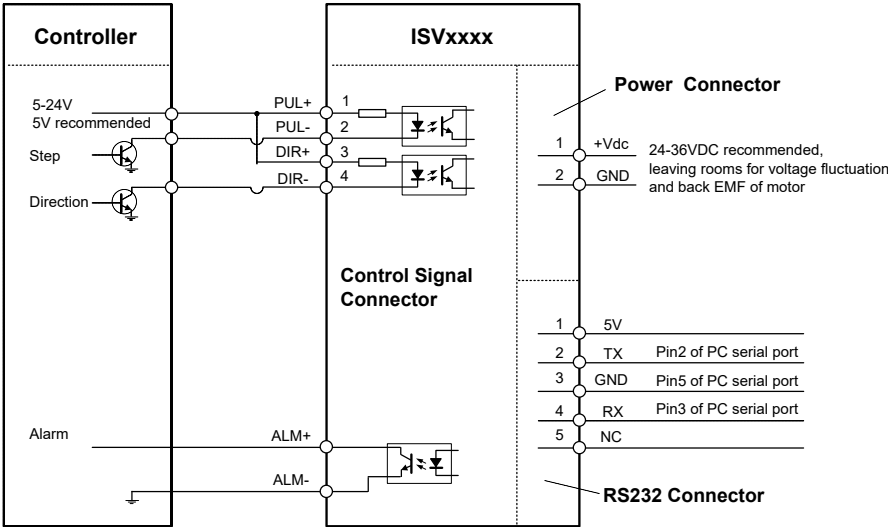 Controller
ISVxxxx
5-24V
5V recommended
Step
Direction
Alarm
PUL+ 1
PUL- 2
DIR+ 3
DIR- 4
Control Signal
Connector
ALM+
ALM-
Power Connector
1 +Vdc
2 GND
24-36VDC recommended,
leaving rooms for voltage fluctuation
and back EMF of motor
1 5V
2 TX Pin2 of PC serial port
3 GND Pin5 of PC serial port
4 RX Pin3 of PC serial port
5 NC
RS232 Connector